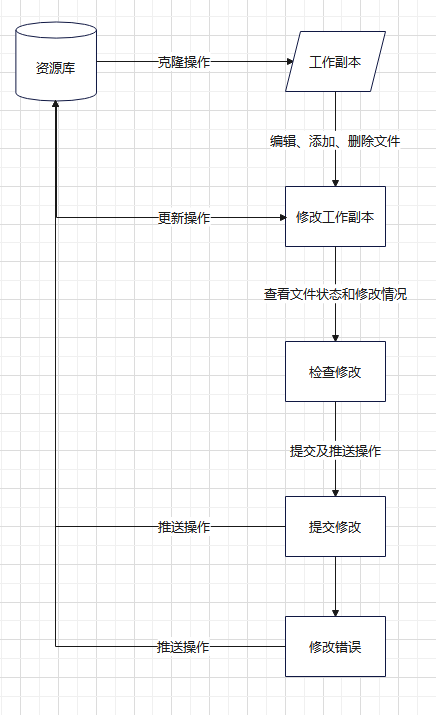 资源库
克隆操作
工作副本
编辑、添加、删除文件
更新操作
修改工作副本
查看文件状态和修改情况
检查修改
提交及推送操作
推送操作
提交修改
推送操作
修改错误